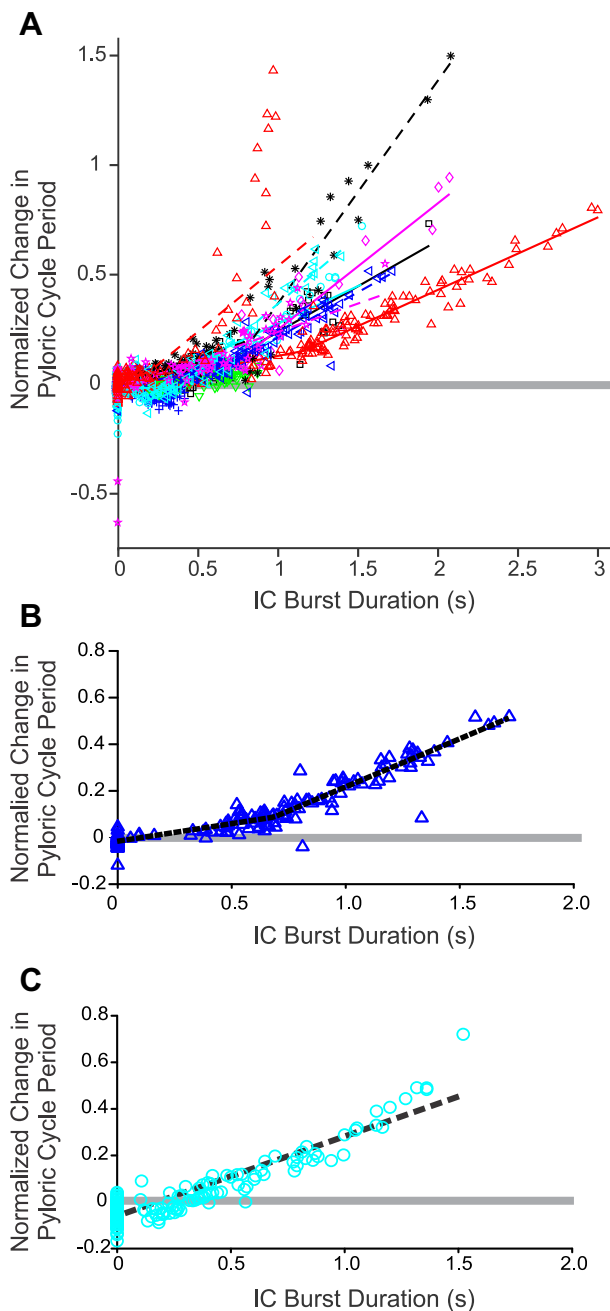 A
1.5
1
0.5
0
-0.5
Normalized Change in
Pyloric Cycle Period
0
0.5
1
1.5
2
2.5
3
IC Burst Duration (s)
B
0.8
0.6
0.4
0.2
0
-0.2
Normalied Change in
Pyloric Cycle Period
0
0.5
1.0
1.5
2.0
IC Burst Duration (s)
C
0.8
0.6
0.4
0.2
0
-0.2
Normalized Change in
Pyloric Cycle Period
0
0.5
1.0
1.5
2.0
IC Burst Duration (s)